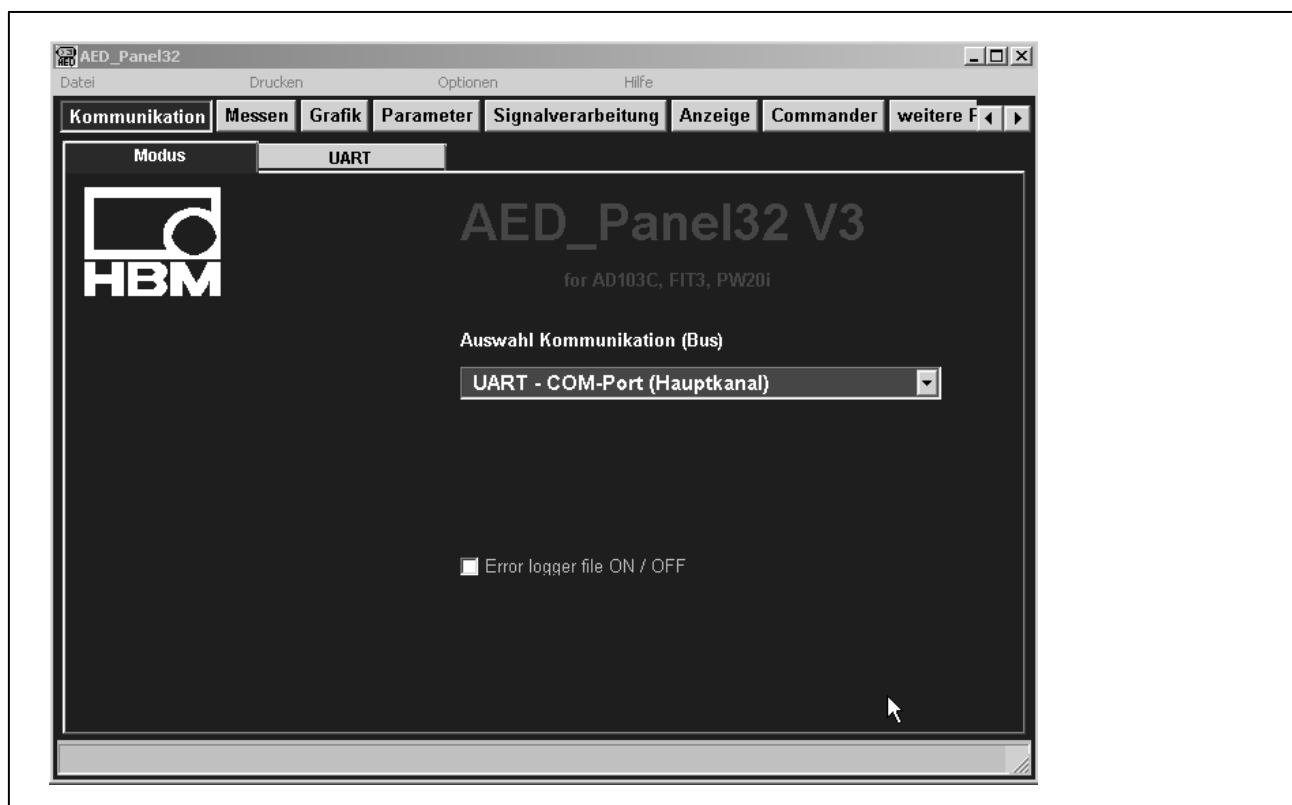 AED_Panel32
Datei Drucken Optionen Hilfe
Kommunikation Messen Grafik Parameter Signalverarbeitung Anzeige Commander weitere
Modus UART
HBM
AED_Panel32 V3
for AD103C, FIT3, PW20i
Auswahl Kommunikation (Bus)
UART - COM-Port (Hauptkanal)
Error logger file ON / OFF